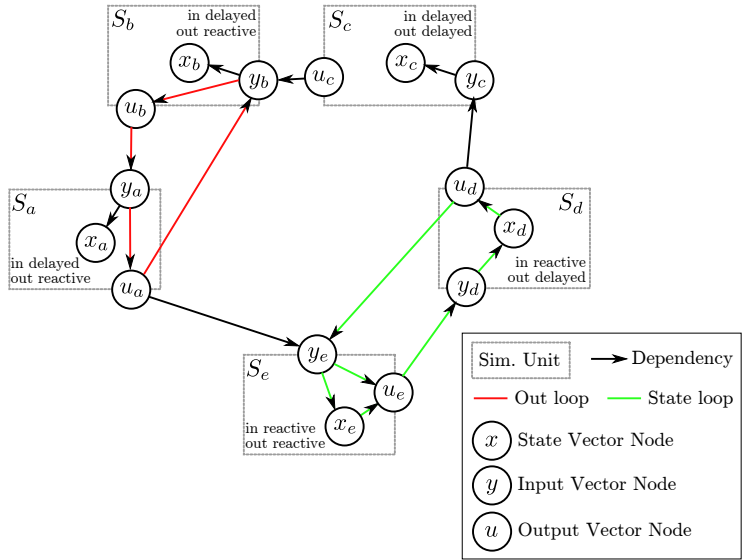 S_b
in delayed
out reactive
x_b
y_b
u_b
S_c
in delayed
out delayed
u_c
x_c
y_c
S_a
y_a
x_a
in delayed
out reactive
u_a
u_d
S_d
x_d
in reactive
out delayed
y_d
y_e
S_e
u_e
x_e
in reactive
out reactive
Sim. Unit
Dependency
Out loop
State loop
x State Vector Node
y Input Vector Node
u Output Vector Node